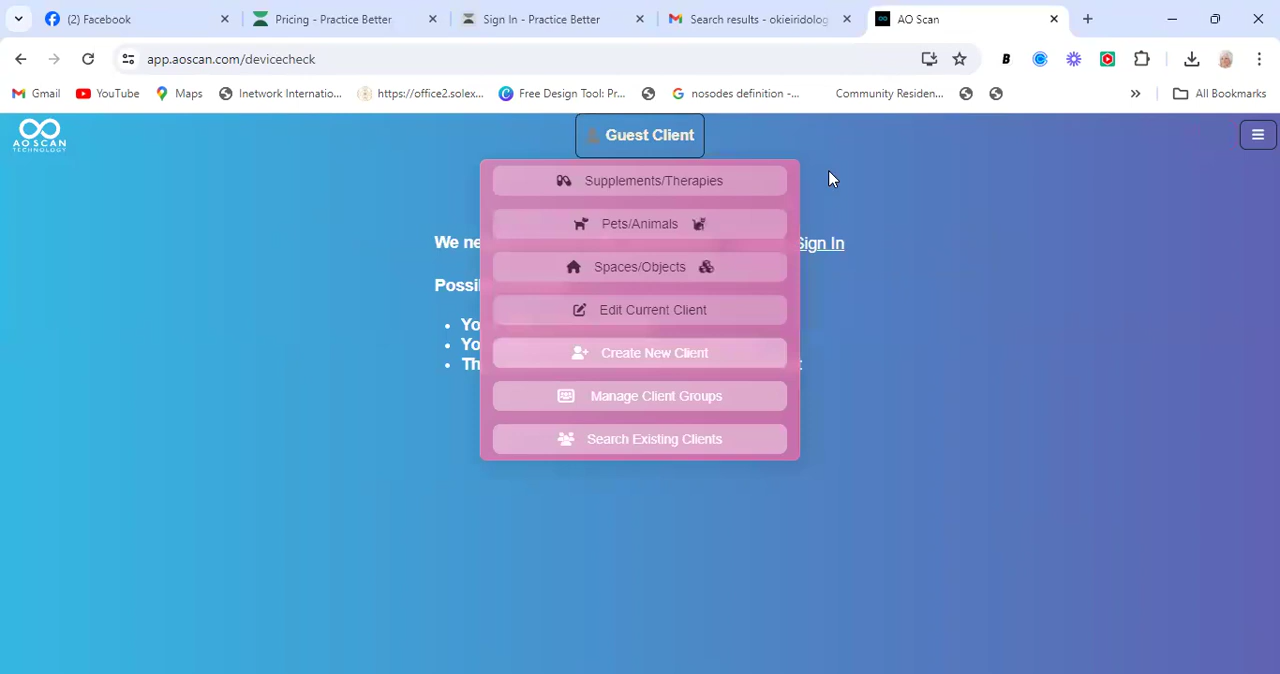 (2) Facebook
Pricing - Practice Better
Sign In - Practice Better
Search results - okieiridolog
AO Scan
app.aoscan.com/devicecheck
Gmail
YouTube
Maps
Inetwork Internatio...
https://office2.solex...
Free Design Tool: Pr...
nosodes definition -...
Community Residen...
All Bookmarks
AO SCAN
TECHNOLOGY
Guest Client
Supplements/Therapies
Pets/Animals
We ne
Sign In
Spaces/Objects
Possi
Edit Current Client
Yo
Yo
Create New Client
Th
Manage Client Groups
Search Existing Clients